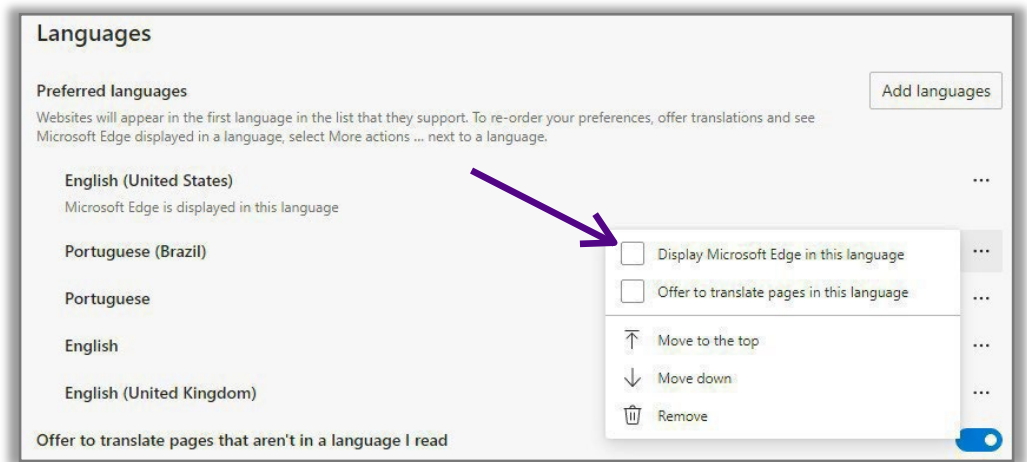 Languages
Preferred languages
Add languages
Websites will appear in the first language in the list that they support. To re-order your preferences, offer translations and see
Microsoft Edge displayed in a language, select More actions ... next to a language.
English (United States)
...
Microsoft Edge is displayed in this language
Portuguese (Brazil)
...
Display Microsoft Edge in this language
Offer to translate pages in this language
Move to the top
Move down
Remove
Portuguese
...
English
...
English (United Kingdom)
...
Offer to translate pages that aren't in a language I read